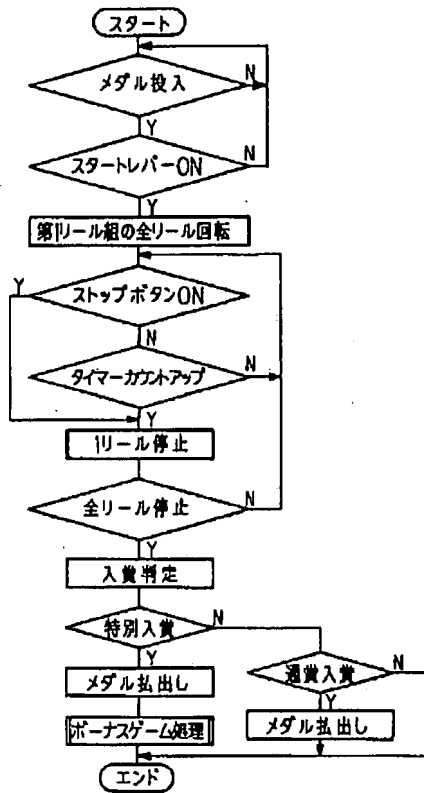 スタート
メダル投入
N
Y
スタートレバーON
N
Y
第1リール組の全リール回転
Y
ストップボタンON
N
タイマーカウントアップ
N
Y
1リール停止
全リール停止
N
Y
入賞判定
特別入賞
N
Y
通賞入賞
N
Y
メダル払出し
メダル払出し
ボーナスゲーム処理
エンド